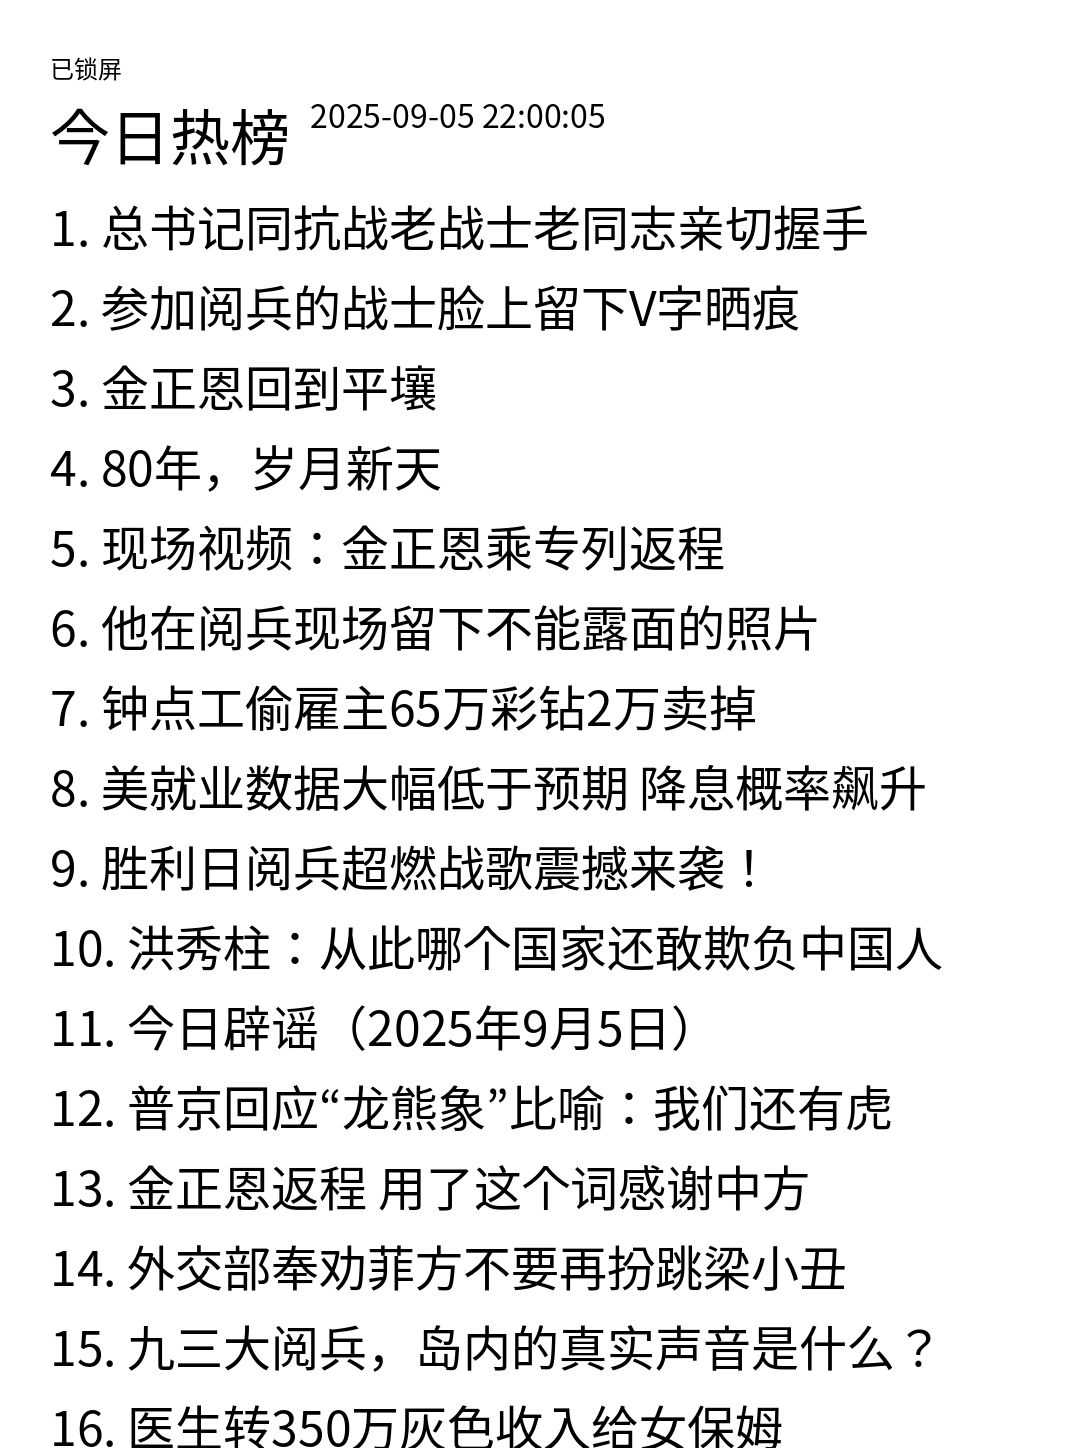 已锁屏
今日热榜 2025-09-05 22:00:05
1. 总书记同抗战老战士老同志亲切握手
2. 参加阅兵的战士脸上留下V字晒痕
3. 金正恩回到平壤
4. 80年，岁月新天
5. 现场视频：金正恩乘专列返程
6. 他在阅兵现场留下不能露面的照片
7. 钟点工偷雇主65万彩钻2万卖掉
8. 美就业数据大幅低于预期 降息概率飙升
9. 胜利日阅兵超燃战歌震撼来袭！
10. 洪秀柱：从此哪个国家还敢欺负中国人
11. 今日辟谣（2025年9月5日）
12. 普京回应“龙熊象”比喻：我们还有虎
13. 金正恩返程 用了这个词感谢中方
14. 外交部奉劝菲方不要再扮跳梁小丑
15. 九三大阅兵，岛内的真实声音是什么？
16. 医生转350万灰色收入给女保姆